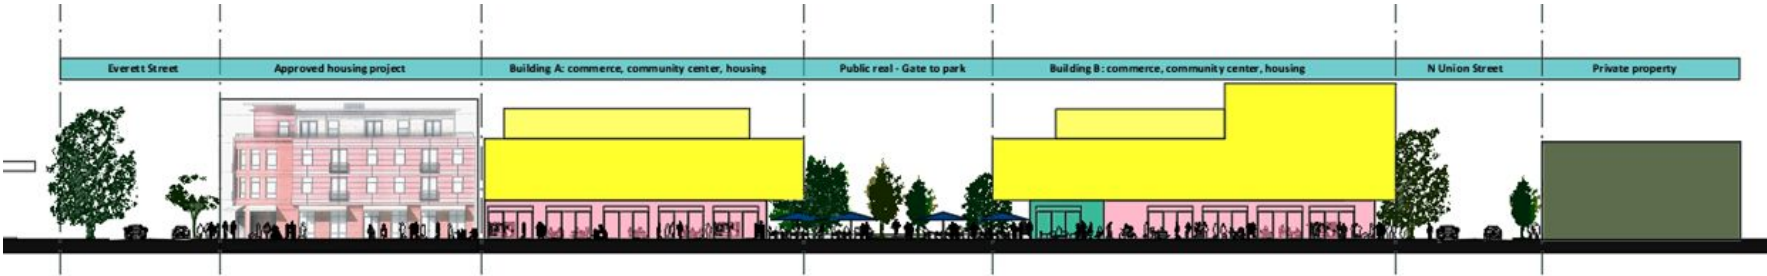 Everett Street
Approved housing project
Building A: commerce, community center, housing
Public real - Gate to park
Building B: commerce, community center, housing
N Union Street
Private property